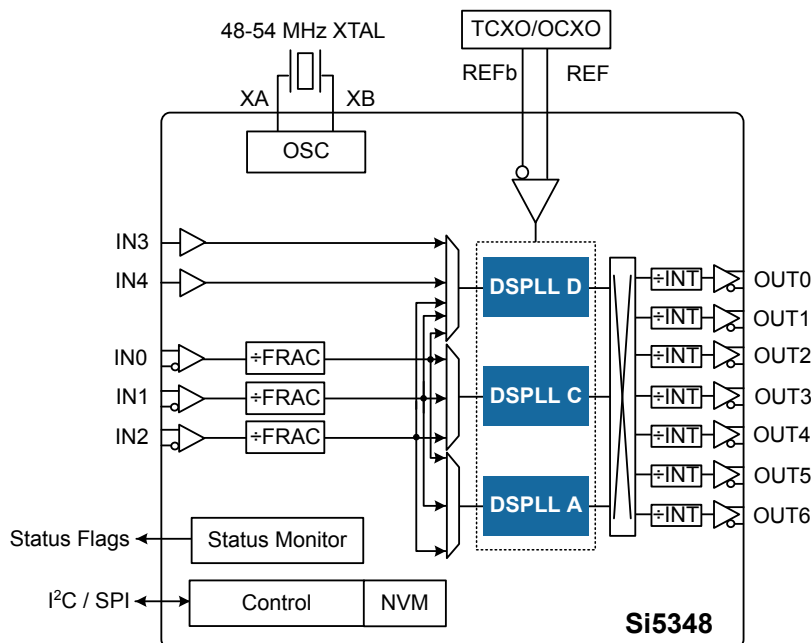 48-54 MHz XTAL
TCXO/OCXO
REFb REF
XA XB
OSC
IN3
IN4
IN0 ÷FRAC
IN1 ÷FRAC
IN2 ÷FRAC
DSPLL D
DSPLL C
DSPLL A
÷INT OUT0
÷INT OUT1
÷INT OUT2
÷INT OUT3
÷INT OUT4
÷INT OUT5
÷INT OUT6
Status Flags Status Monitor
I²C / SPI Control NVM
Si5348